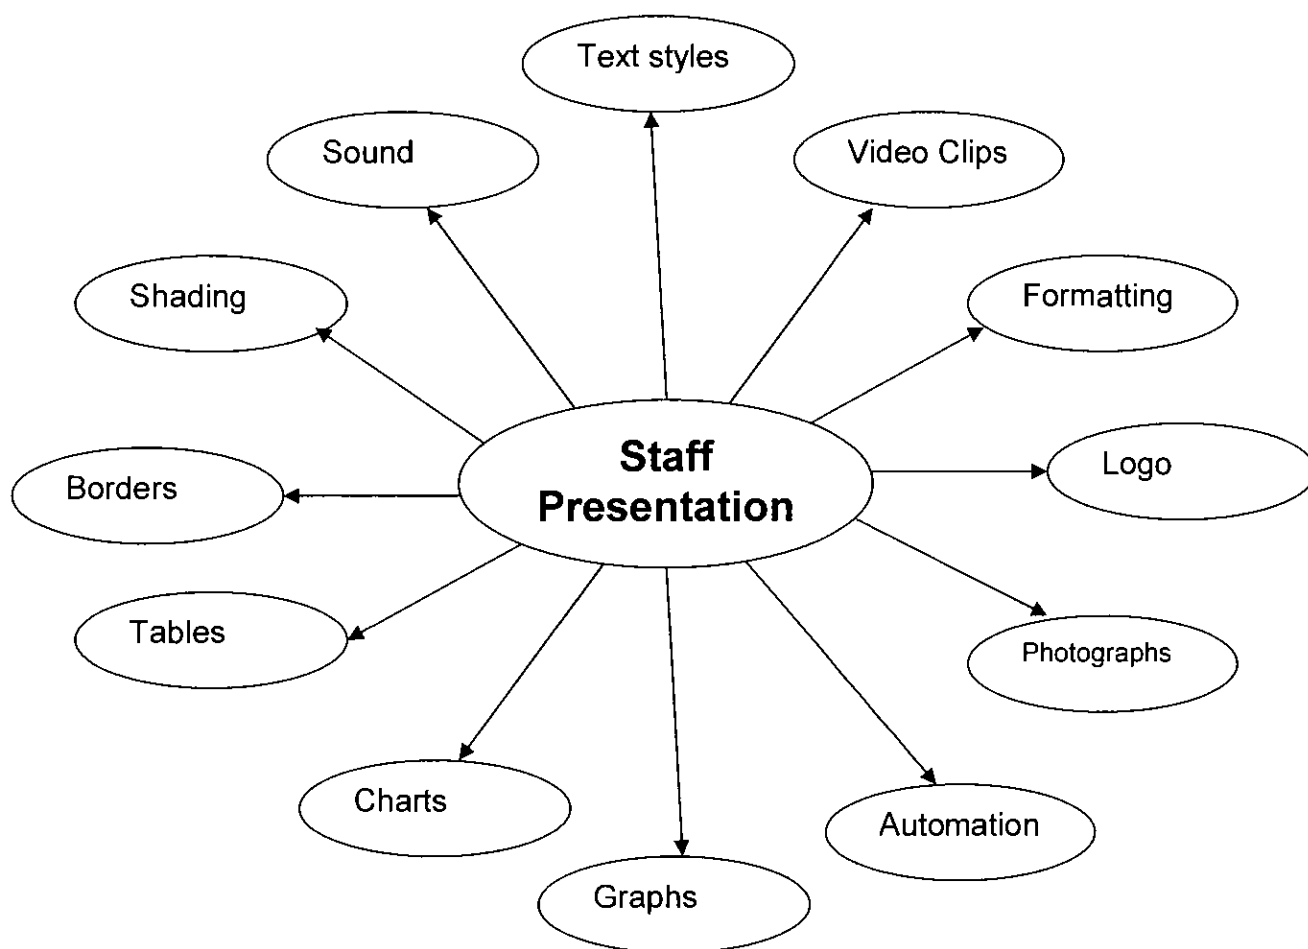 Text styles
Sound
Video Clips
Shading
Formatting
Staff
Presentation
Logo
Borders
Tables
Photographs
Charts
Automation
Graphs